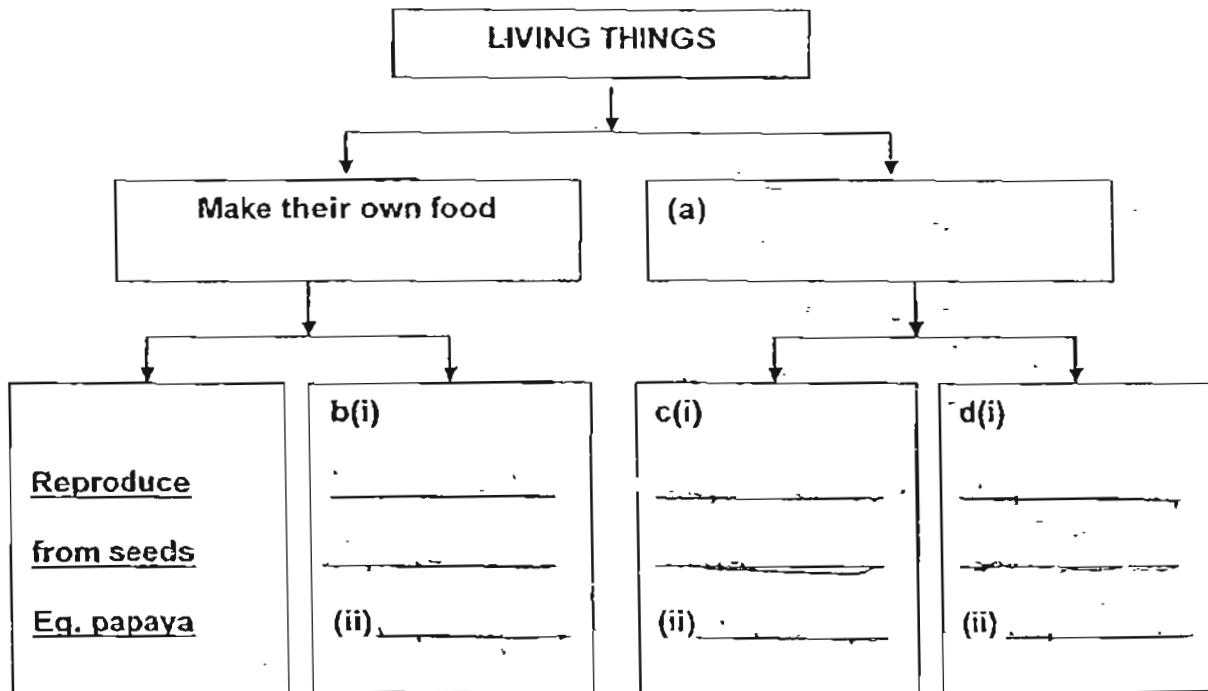 LIVING THINGS
Make their own food
(a)
Reproduce
from seeds
Eg. papaya
b(i)
(ii)
c(i)
(ii)
d(i)
(ii)